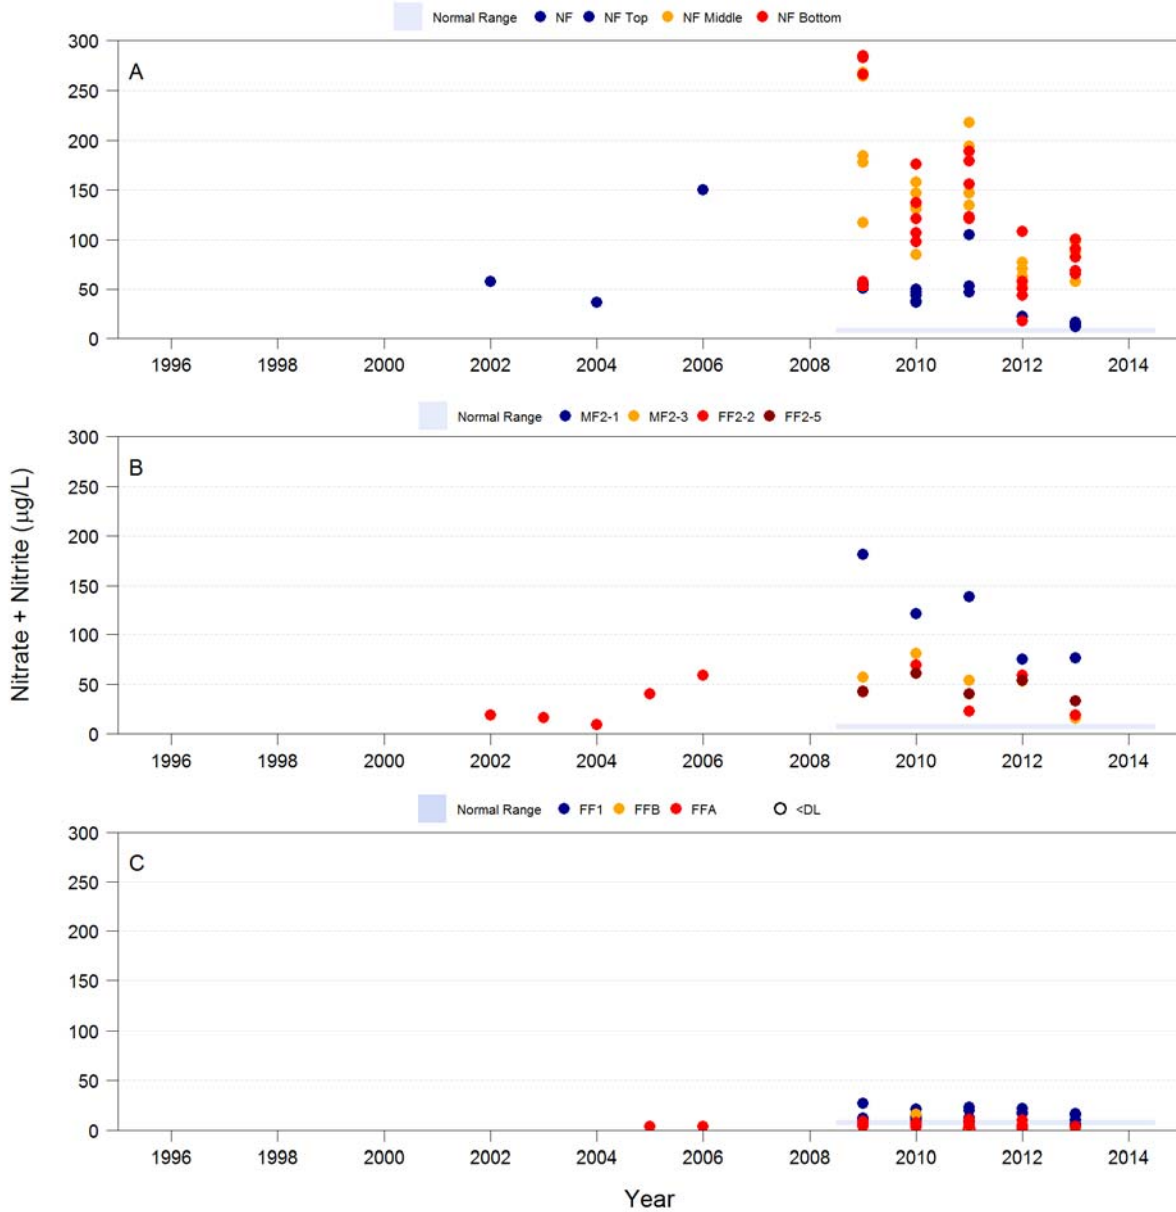 Normal Range NF NF Top NF Middle NF Bottom
A
300
250
200
150
100
50
0
1996 1998 2000 2002 2004 2006 2008 2010 2012 2014
Normal Range MF2-1 MF2-3 FF2-2 FF2-5
B
300
250
200
150
100
50
0
1996 1998 2000 2002 2004 2006 2008 2010 2012 2014
Nitrate + Nitrite (µg/L)
Normal Range FF1 FFB FFA <DL
C
300
250
200
150
100
50
0
1996 1998 2000 2002 2004 2006 2008 2010 2012 2014
Year